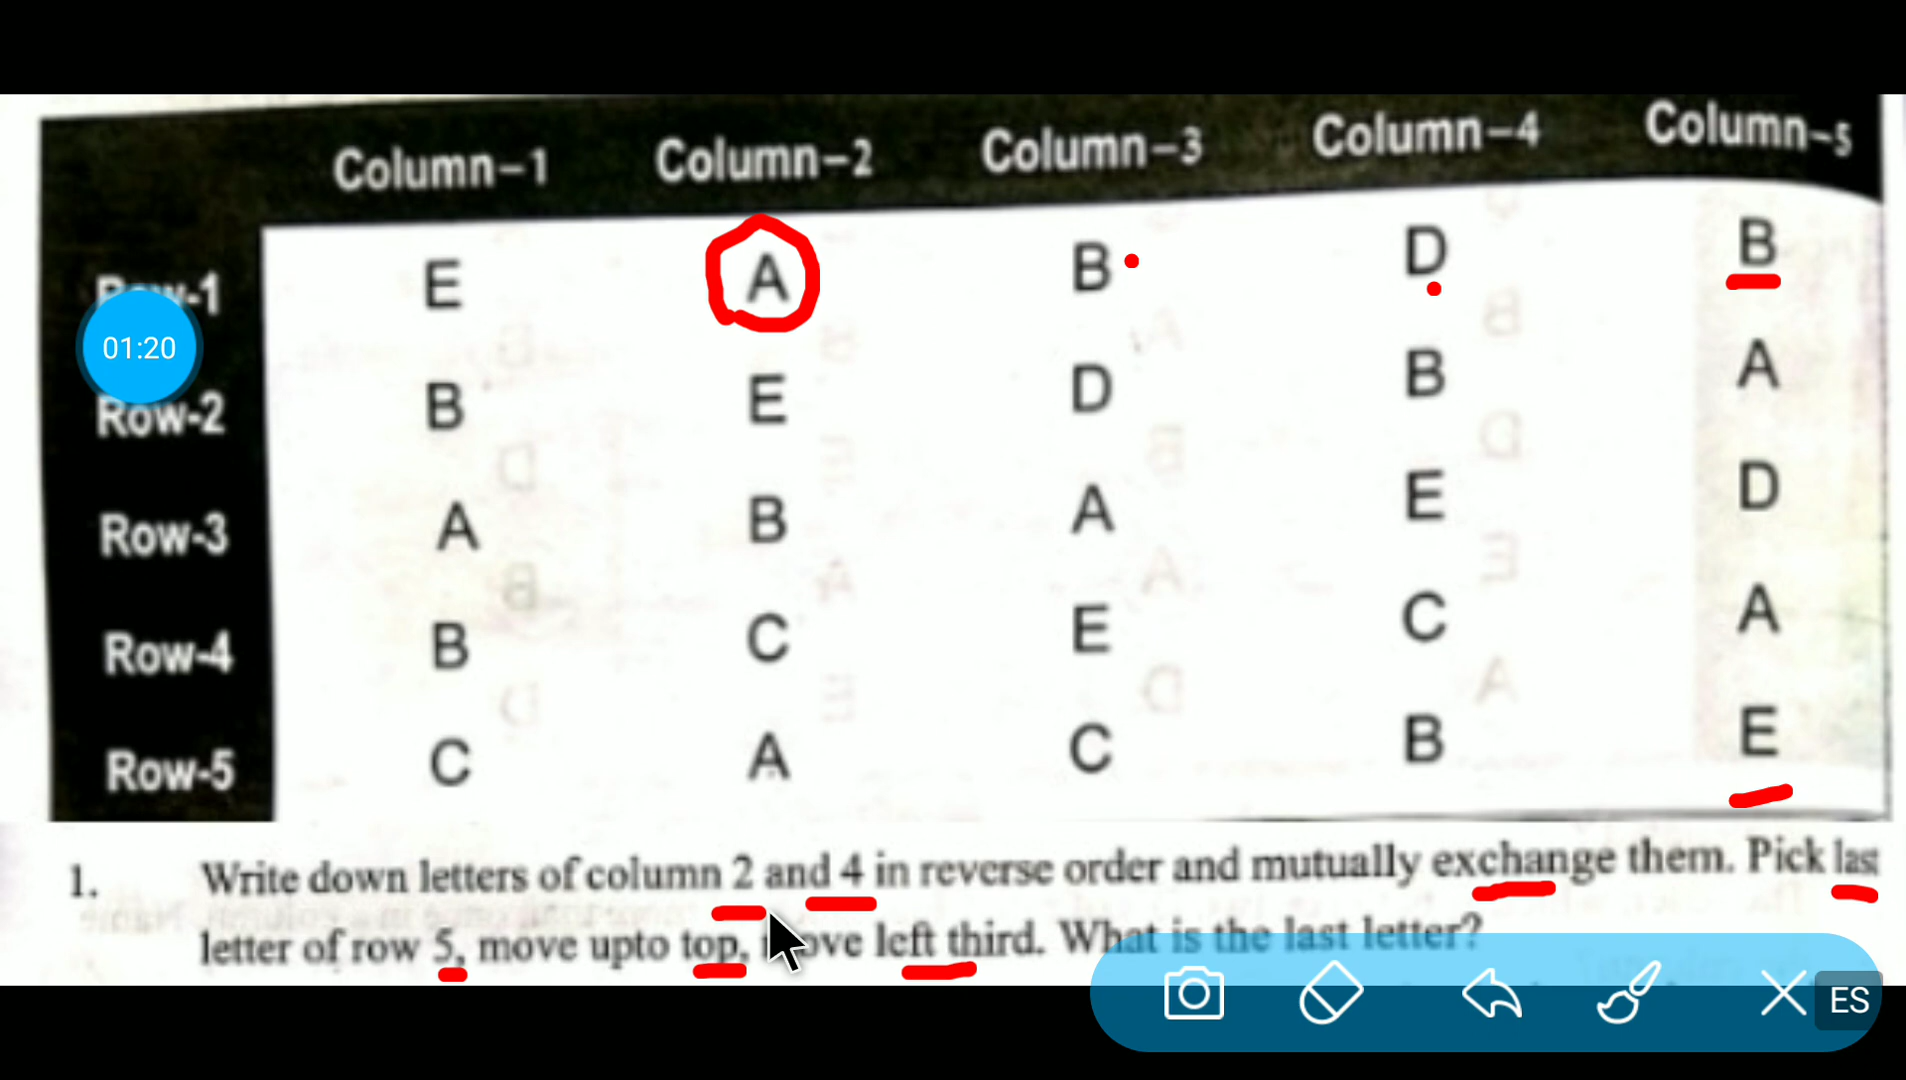 Column-1 Column-2 Column-3 Column-4 Column-5
Row-1 E A B D B
01:20
Row-2 B E D B A
Row-3 A B A E D
Row-4 B C E C A
Row-5 C A C B E
1. Write down letters of column 2 and 4 in reverse order and mutually exchange them. Pick las
letter of row 5, move upto top, move left third. What is the last letter?
ES